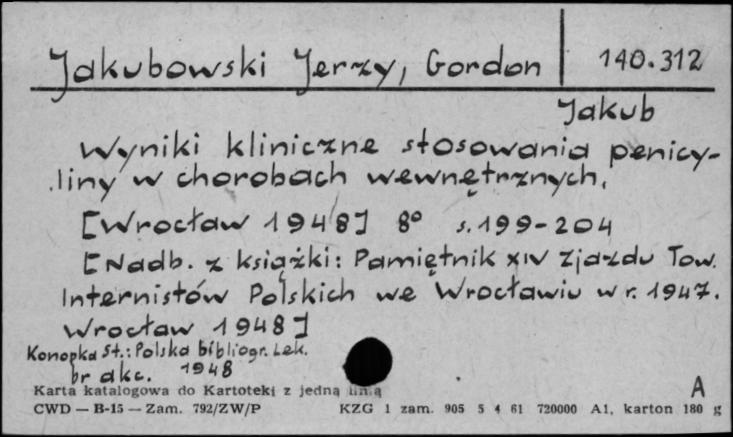 Jakubowski Jerzy, Gordon
140.312
Jakub
Wyniki kliniczne stosowania penicy-
liny w chorobach wewnętrznych.
[Wrocław 1948] 8° s.199-204
[Nadb. z książki: Pamiętnik XIV Zjazdu Tow.
Internistów Polskich we Wrocławiu w r. 1947.
Wrocław 1948]
Konopka St.: Polska bibliogr. Lek.
br akc. 1948
Karta katalogowa do Kartoteki z jedną linią
A
CWD — B-15 — Zam. 792/ZW/P KZG 1 zam. 905 5 4 61 720000 A1, karton 180 g